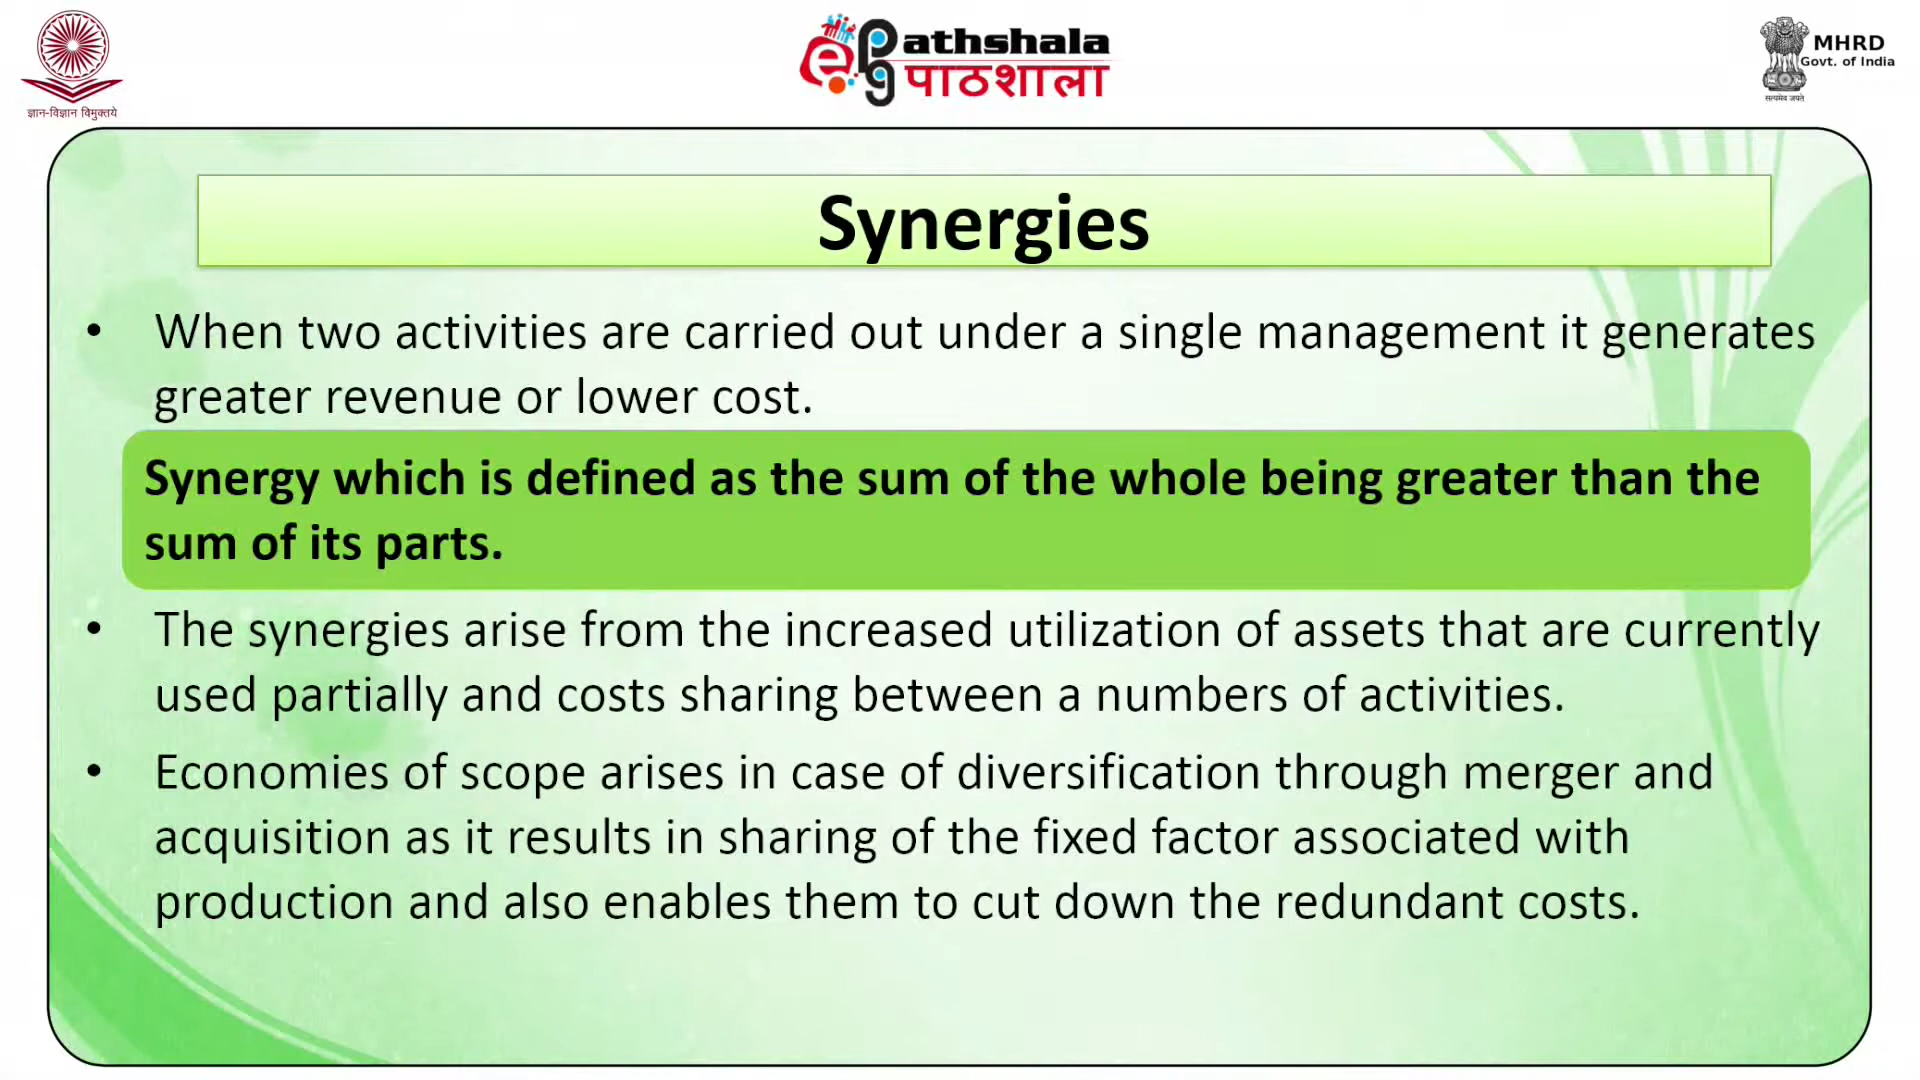 ज्ञान-विज्ञान विमुक्तये
ePg Pathshala
पाठशाला
MHRD
Govt. of India
सत्यमेव जयते
Synergies
• When two activities are carried out under a single management it generates
greater revenue or lower cost.
Synergy which is defined as the sum of the whole being greater than the
sum of its parts.
• The synergies arise from the increased utilization of assets that are currently
used partially and costs sharing between a numbers of activities.
• Economies of scope arises in case of diversification through merger and
acquisition as it results in sharing of the fixed factor associated with
production and also enables them to cut down the redundant costs.